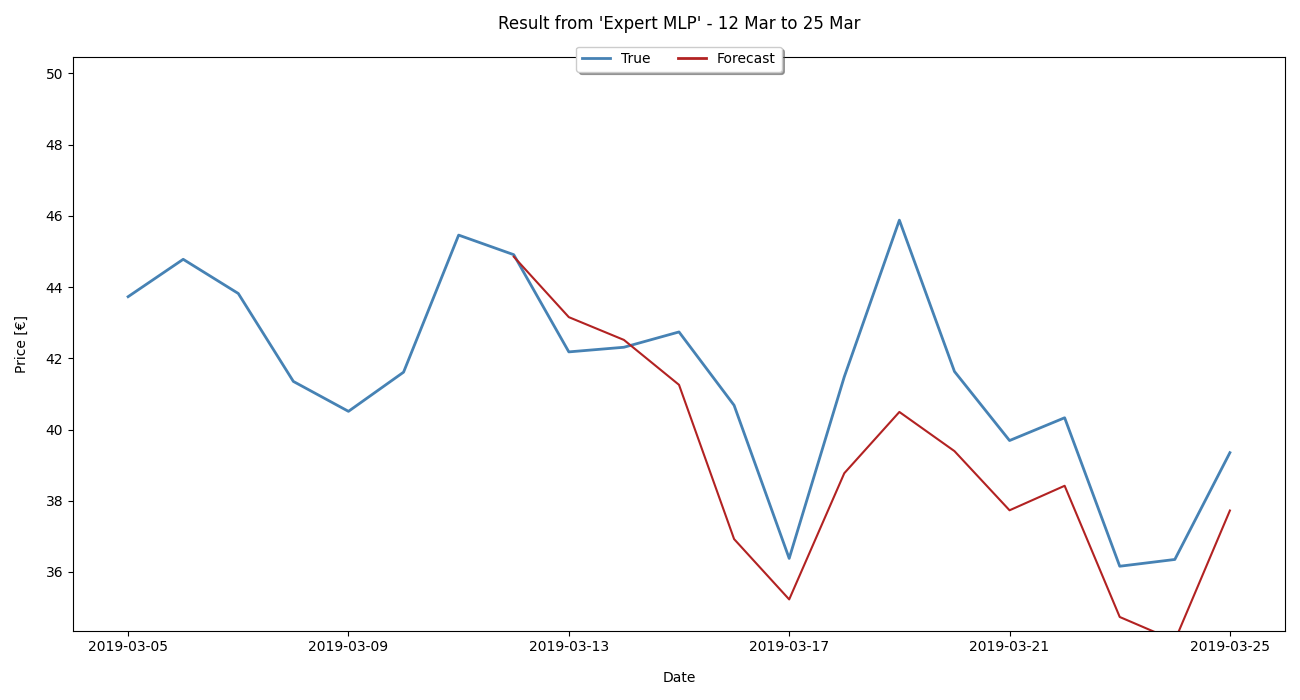 Result from 'Expert MLP' - 12 Mar to 25 Mar
True Forecast
50
48
46
44
42
40
38
36
Price [€]
2019-03-05 2019-03-09 2019-03-13 2019-03-17 2019-03-21 2019-03-25
Date